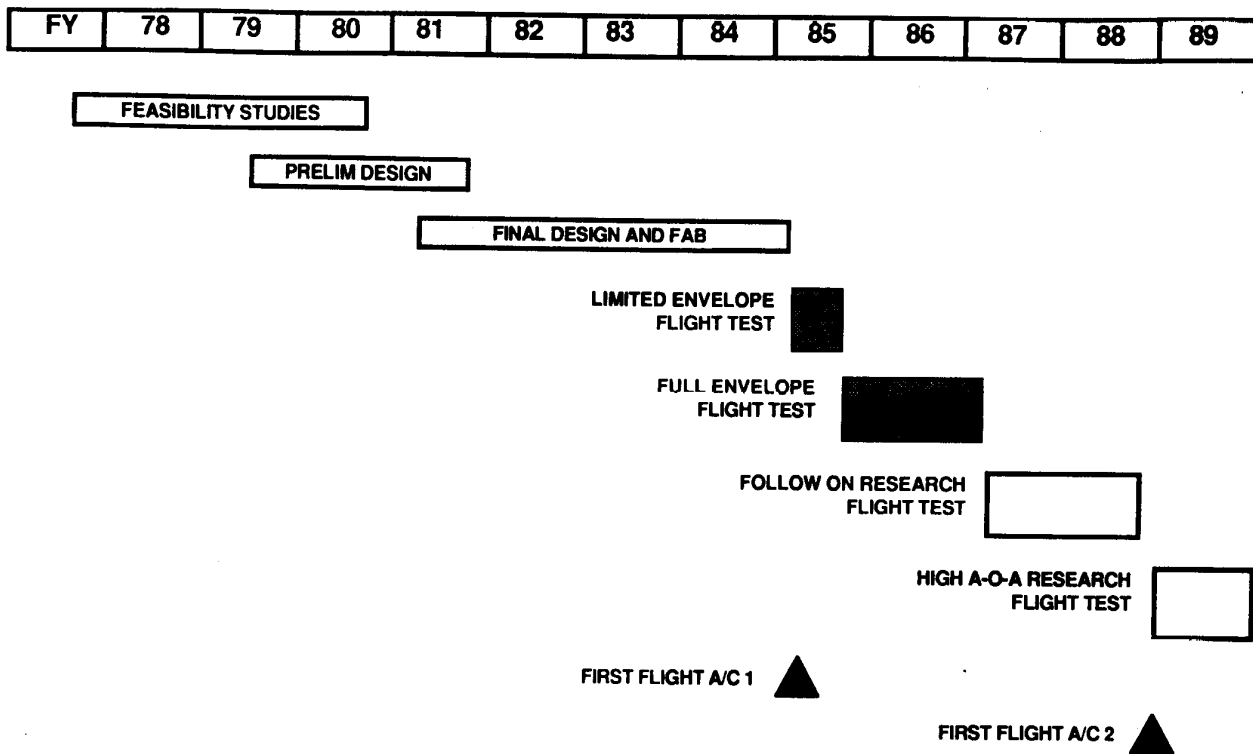 FY 78 79 80 81 82 83 84 85 86 87 88 89
FEASIBILITY STUDIES
PRELIM DESIGN
FINAL DESIGN AND FAB
LIMITED ENVELOPE
FLIGHT TEST
FULL ENVELOPE
FLIGHT TEST
FOLLOW ON RESEARCH
FLIGHT TEST
HIGH A-O-A RESEARCH
FLIGHT TEST
FIRST FLIGHT A/C 1
FIRST FLIGHT A/C 2